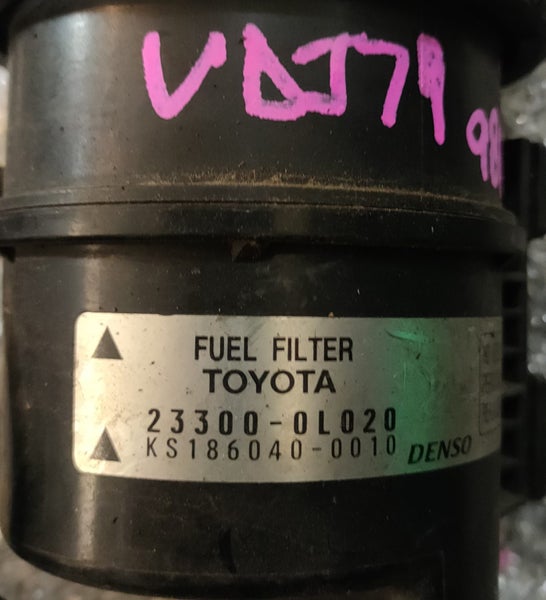 VDJ79
98
FUEL FILTER
TOYOTA
23300-0L020
KS186040-0010 DENSO